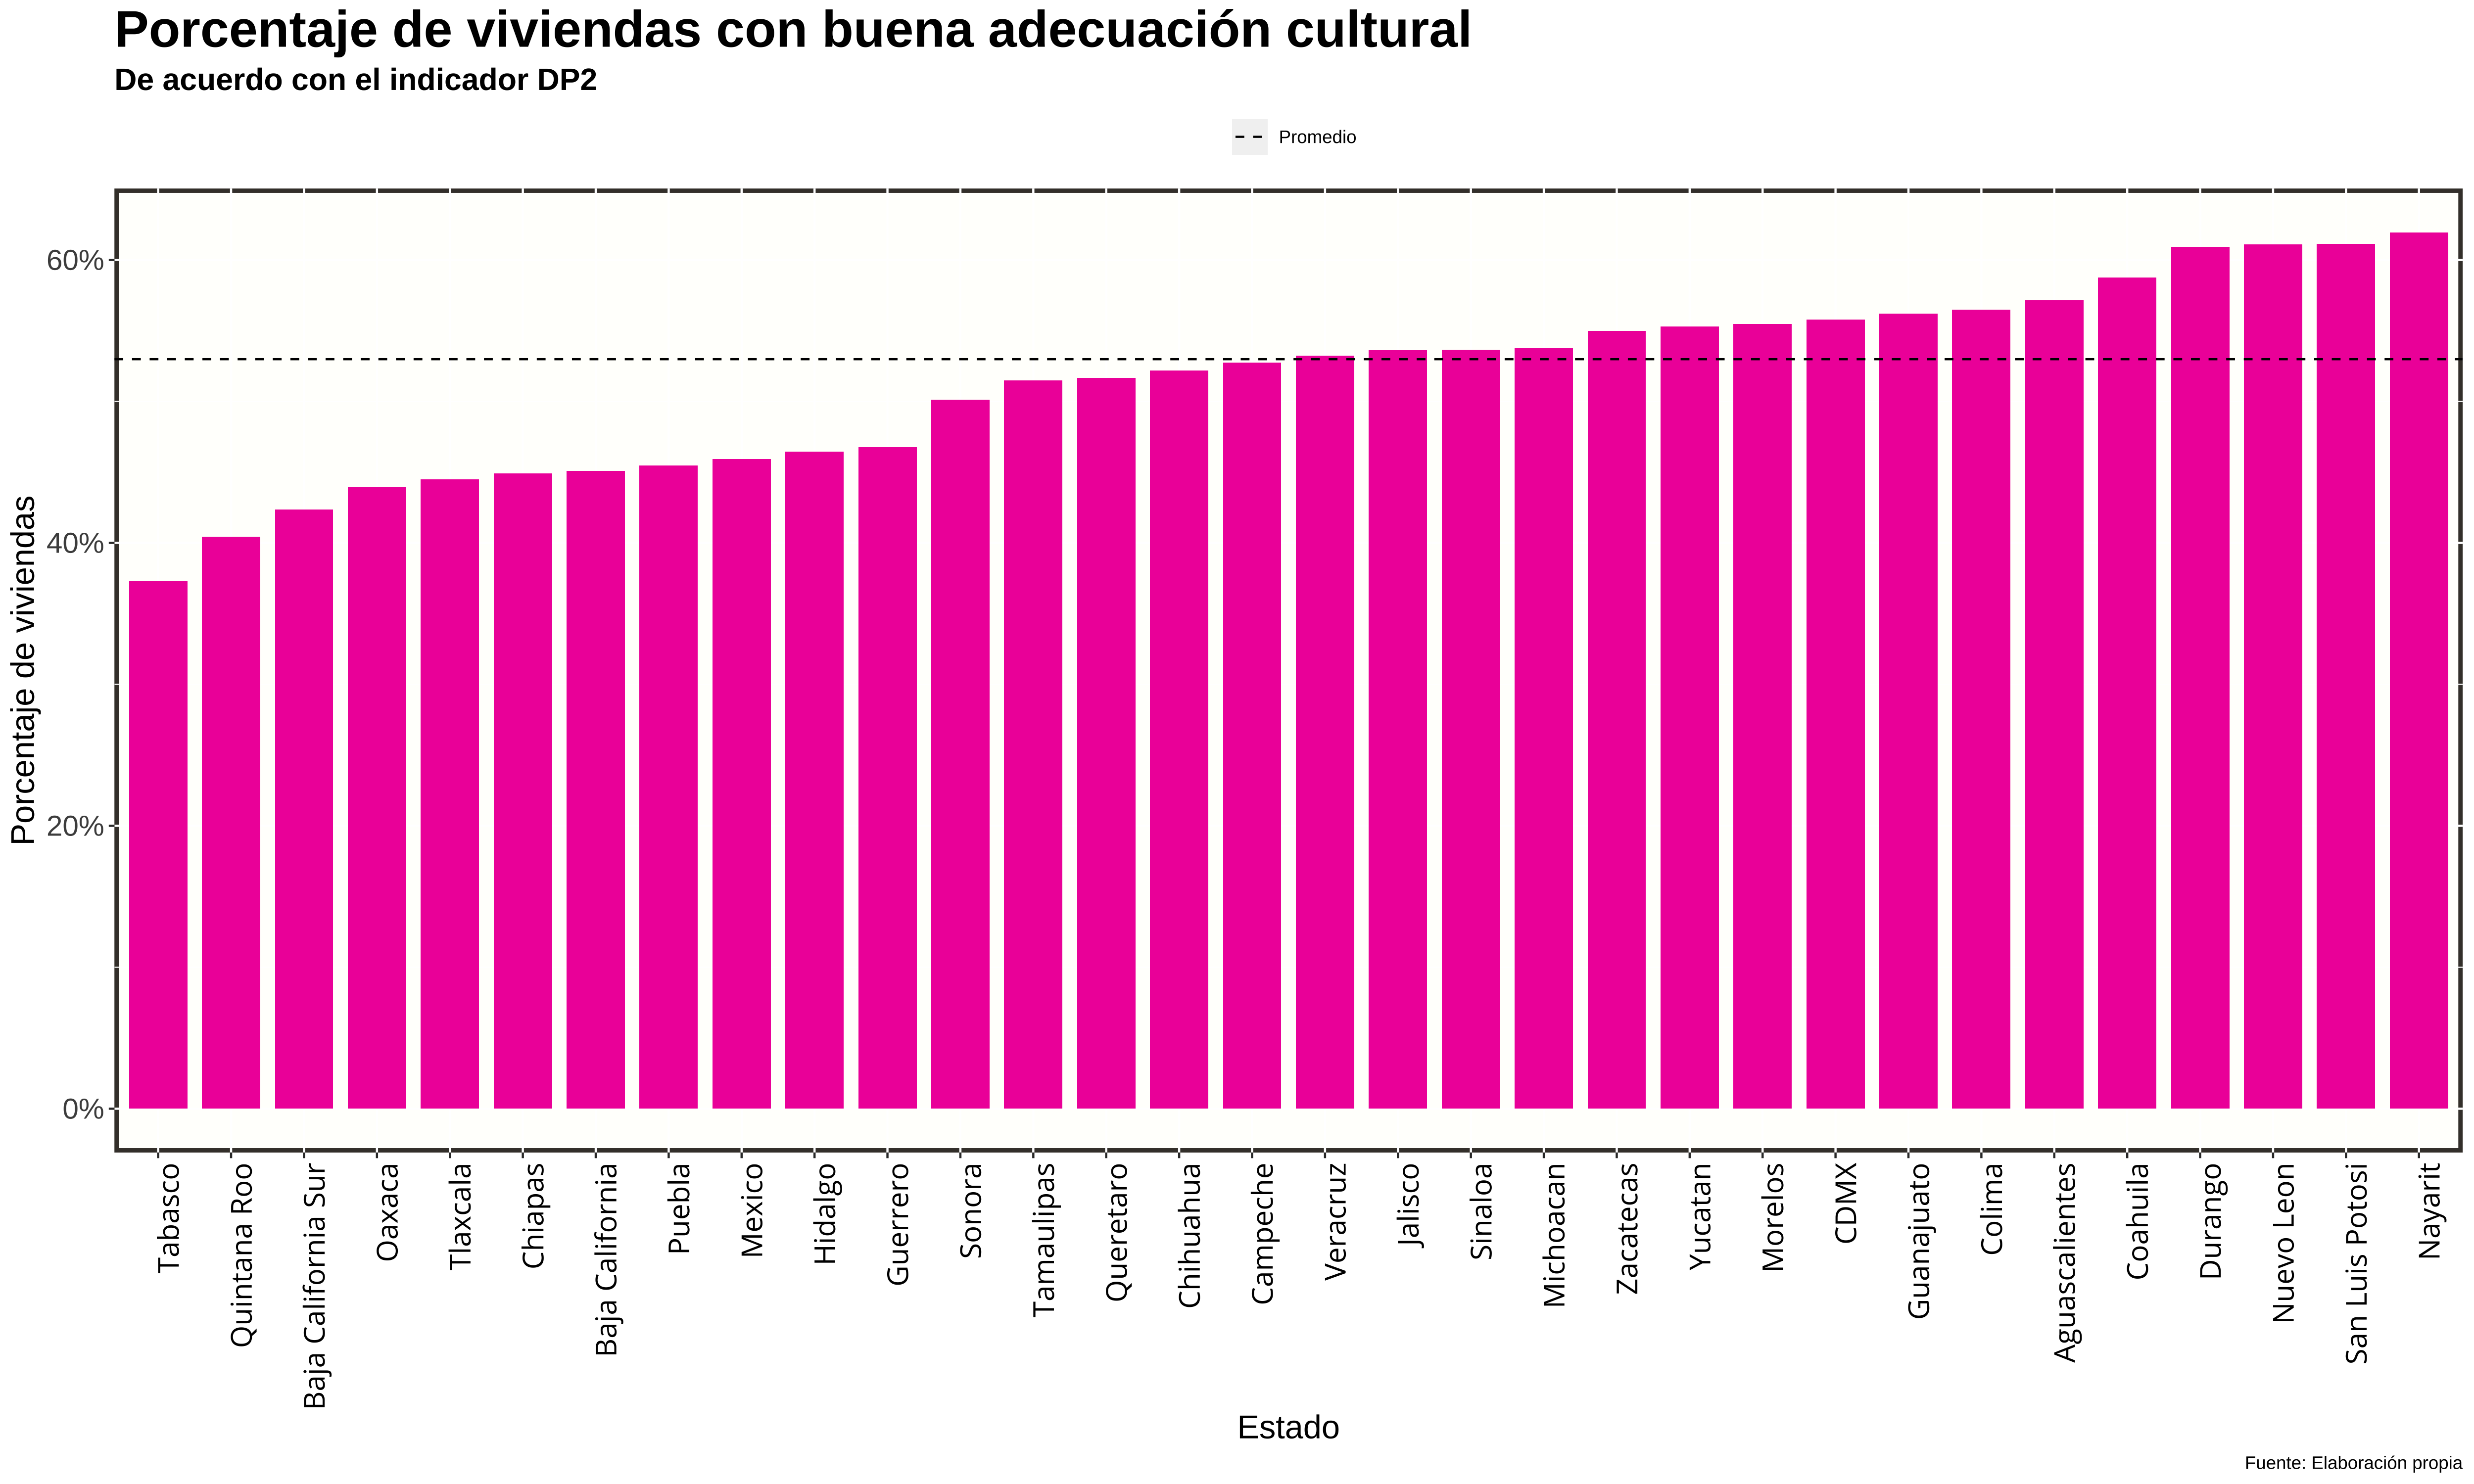 Porcentaje de viviendas con buena adecuación cultural
De acuerdo con el indicador DP2
Promedio
Porcentaje de viviendas
60%
40%
20%
0%
Tabasco
Quintana Roo
Baja California Sur
Oaxaca
Tlaxcala
Chiapas
Baja California
Puebla
Mexico
Hidalgo
Guerrero
Sonora
Tamaulipas
Queretaro
Chihuahua
Campeche
Veracruz
Jalisco
Sinaloa
Michoacan
Zacatecas
Yucatan
Morelos
CDMX
Guanajuato
Colima
Aguascalientes
Coahuila
Durango
Nuevo Leon
San Luis Potosi
Nayarit
Estado
Fuente: Elaboración propia